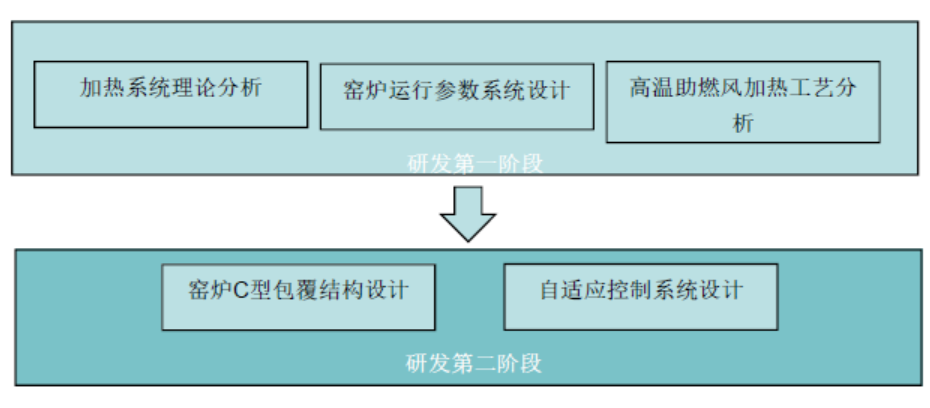 加热系统理论分析
窑炉运行参数系统设计
高温助燃风加热工艺分
析
研发第一阶段
窑炉C型包覆结构设计
自适应控制系统设计
研发第二阶段